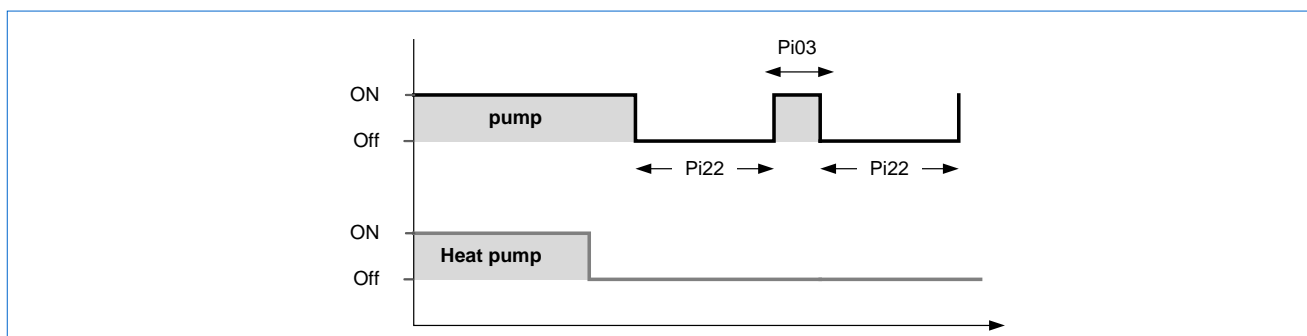 Pi03
ON
pump
Off
Pi22 Pi22
ON
Heat pump
Off